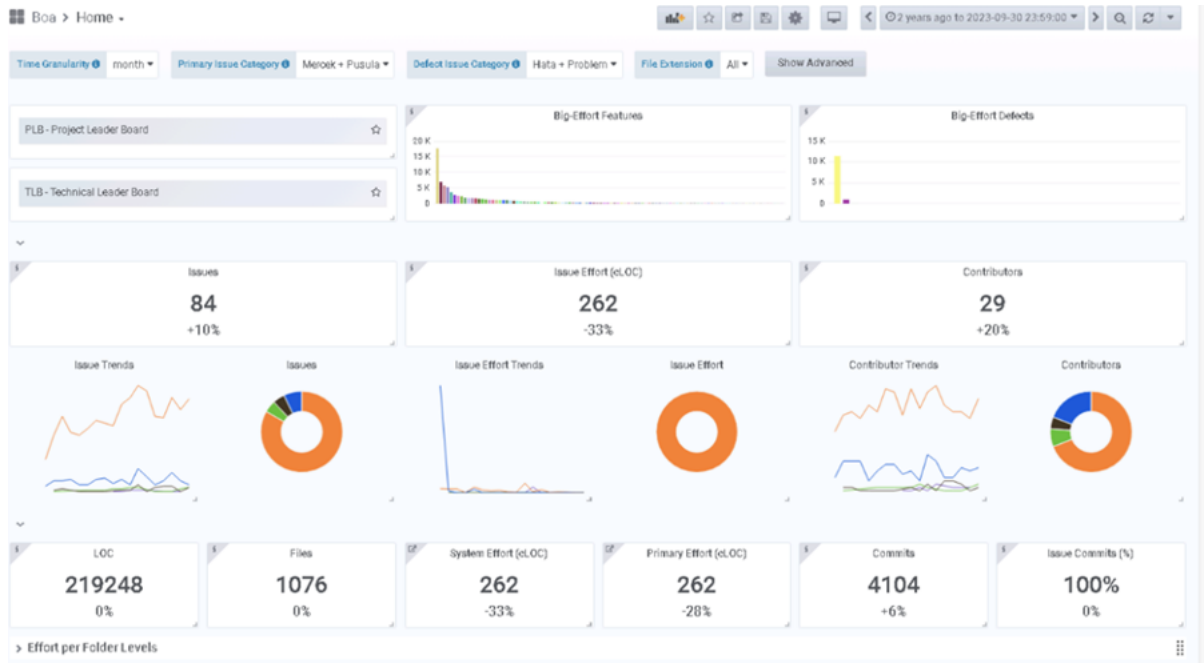 Boa > Home
2 years ago to 2023-09-30 23:59:00
Time Granularity month Primary Issue Category Mercek + Pusula Defect Issue Category Hata + Problem File Extension All Show Advanced
PLB - Project Leader Board
TLB - Technical Leader Board
Big-Effort Features
20 K
15 K
10 K
5 K
0
Big-Effort Defects
15 K
10 K
5 K
0
Issues
84
+10%
Issue Effort (cLOC)
262
-33%
Contributors
29
+20%
Issue Trends
Issues
Issue Effort Trends
Issue Effort
Contributor Trends
Contributors
LOC
219248
0%
Files
1076
0%
System Effort (cLOC)
262
-33%
Primary Effort (cLOC)
262
-28%
Commits
4104
+6%
Issue Commits (%)
100%
0%
> Effort per Folder Levels